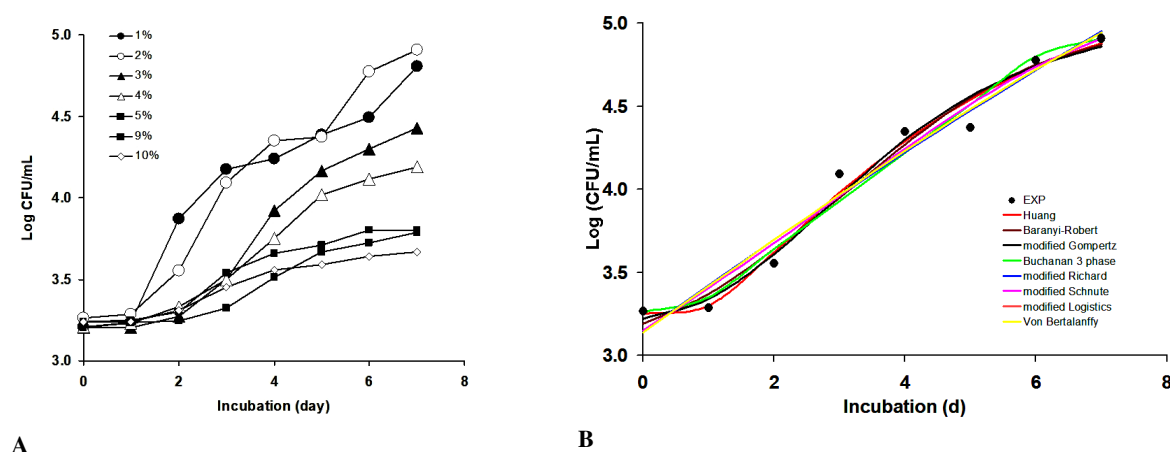 1%
2%
3%
4%
5%
9%
10%
5.0
4.5
4.0
3.5
3.0
Log CFU/mL
0 2 4 6 8
Incubation (day)
A
5.0
4.5
4.0
3.5
3.0
Log (CFU/mL)
EXP
Huang
Baranyi-Robert
modified Gompertz
Buchanan 3 phase
modified Richard
modified Schnute
modified Logistics
Von Bertalanffy
0 2 4 6 8
Incubation (d)
B